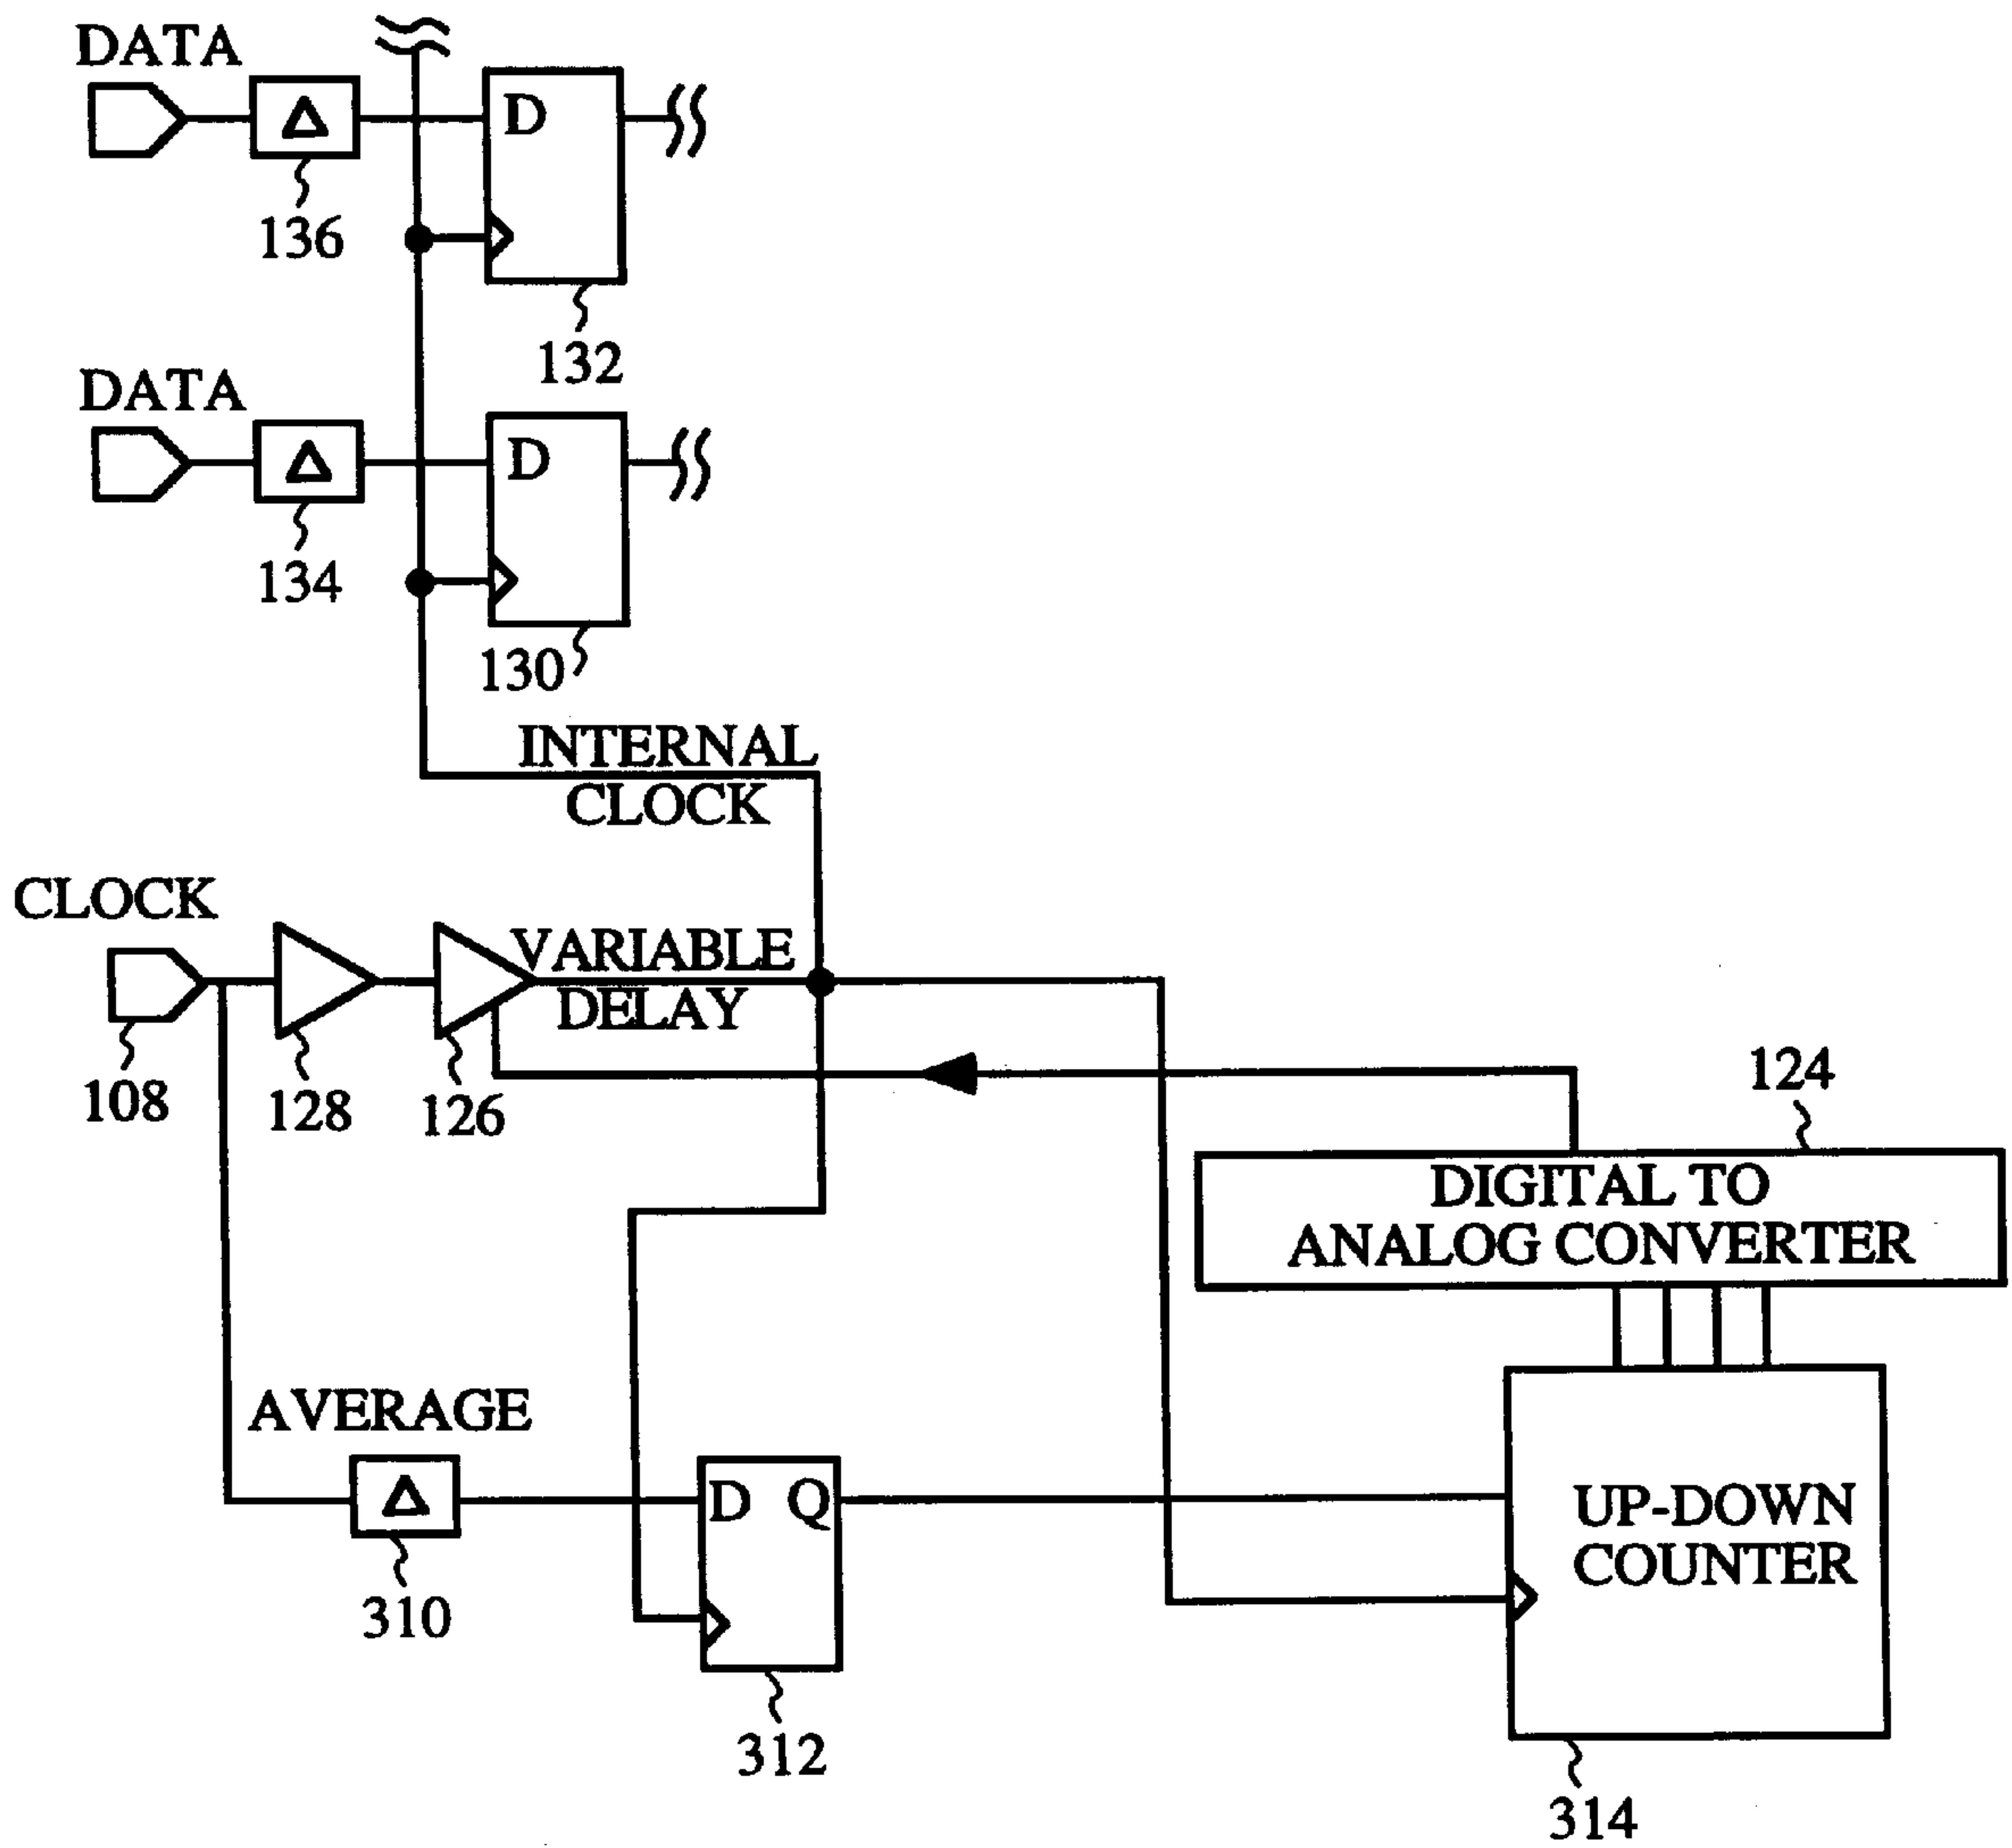 DATA
D
136
132
DATA
D
134
130
INTERNAL
CLOCK
CLOCK
VARIABLE
DELAY
108
128
126
124
DIGITAL TO
ANALOG CONVERTER
AVERAGE
D Q
UP-DOWN
COUNTER
310
312
314